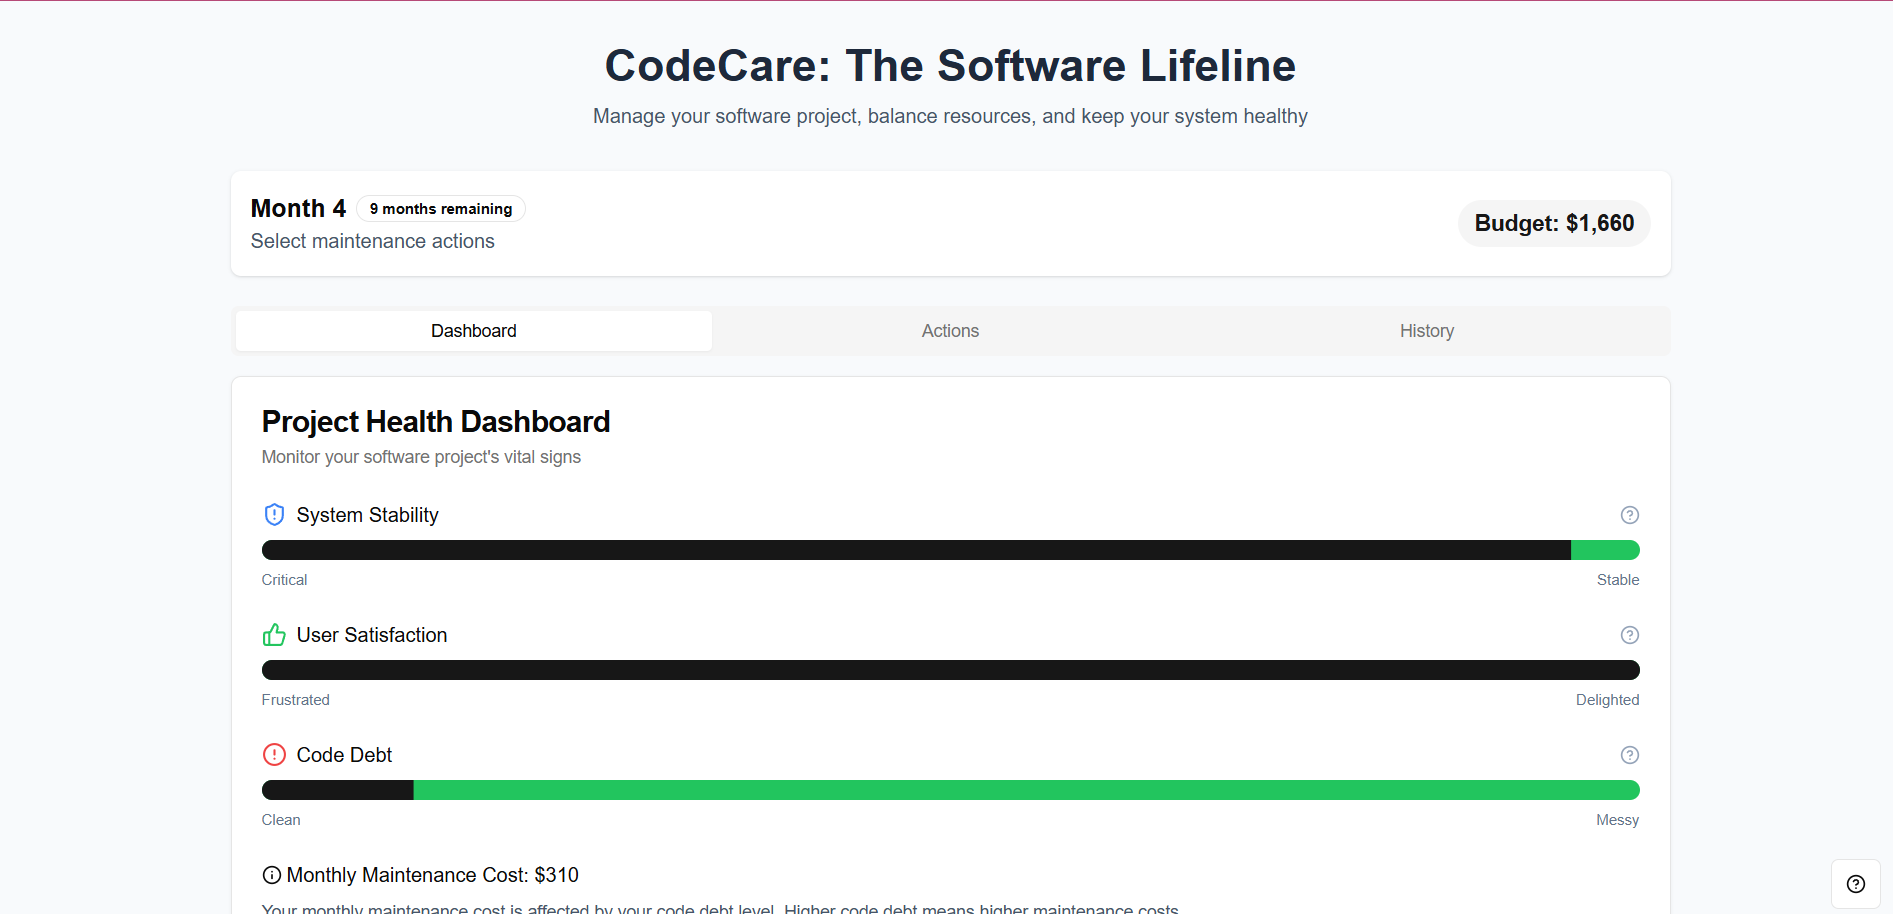 CodeCare: The Software Lifeline
Manage your software project, balance resources, and keep your system healthy
Month 4 9 months remaining
Select maintenance actions
Budget: $1,660
Dashboard Actions History
Project Health Dashboard
Monitor your software project's vital signs
System Stability
Critical Stable
User Satisfaction
Frustrated Delighted
Code Debt
Clean Messy
Monthly Maintenance Cost: $310
Your monthly maintenance cost is affected by your code debt level. Higher code debt means higher maintenance costs.